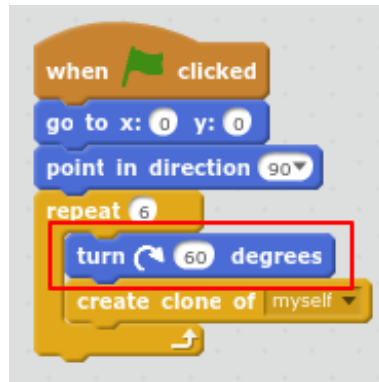 when clicked
go to x: 0 y: 0
point in direction 90
repeat 6
turn 60 degrees
create clone of myself